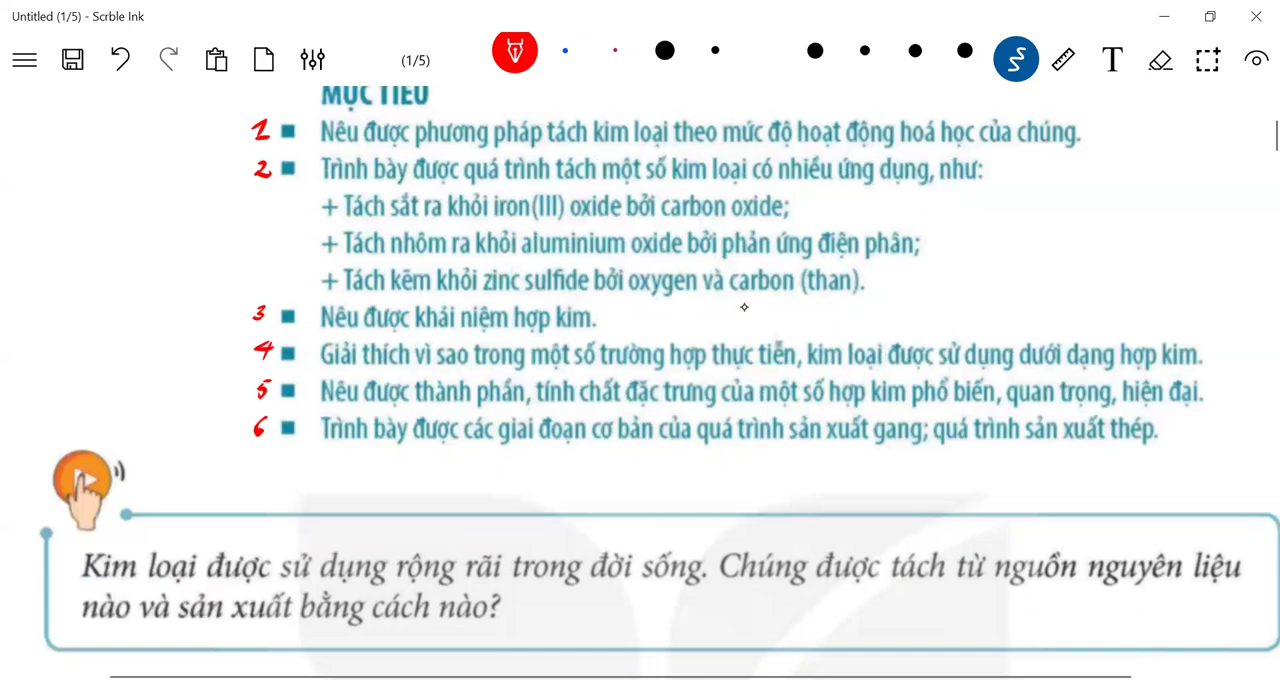 Untitled (1/5) - Scrble Ink
(1/5)
T
MỤC TIÊU
1 Nêu được phương pháp tách kim loại theo mức độ hoạt động hoá học của chúng.
2 Trình bày được quá trình tách một số kim loại có nhiều ứng dụng, như:
+ Tách sắt ra khỏi iron(III) oxide bởi carbon oxide;
+ Tách nhôm ra khỏi aluminium oxide bởi phản ứng điện phân;
+ Tách kẽm khỏi zinc sulfide bởi oxygen và carbon (than).
3 Nêu được khái niệm hợp kim.
4 Giải thích vì sao trong một số trường hợp thực tiễn, kim loại được sử dụng dưới dạng hợp kim.
5 Nêu được thành phần, tính chất đặc trưng của một số hợp kim phổ biến, quan trọng, hiện đại.
6 Trình bày được các giai đoạn cơ bản của quá trình sản xuất gang; quá trình sản xuất thép.
Kim loại được sử dụng rộng rãi trong đời sống. Chúng được tách từ nguồn nguyên liệu
nào và sản xuất bằng cách nào?